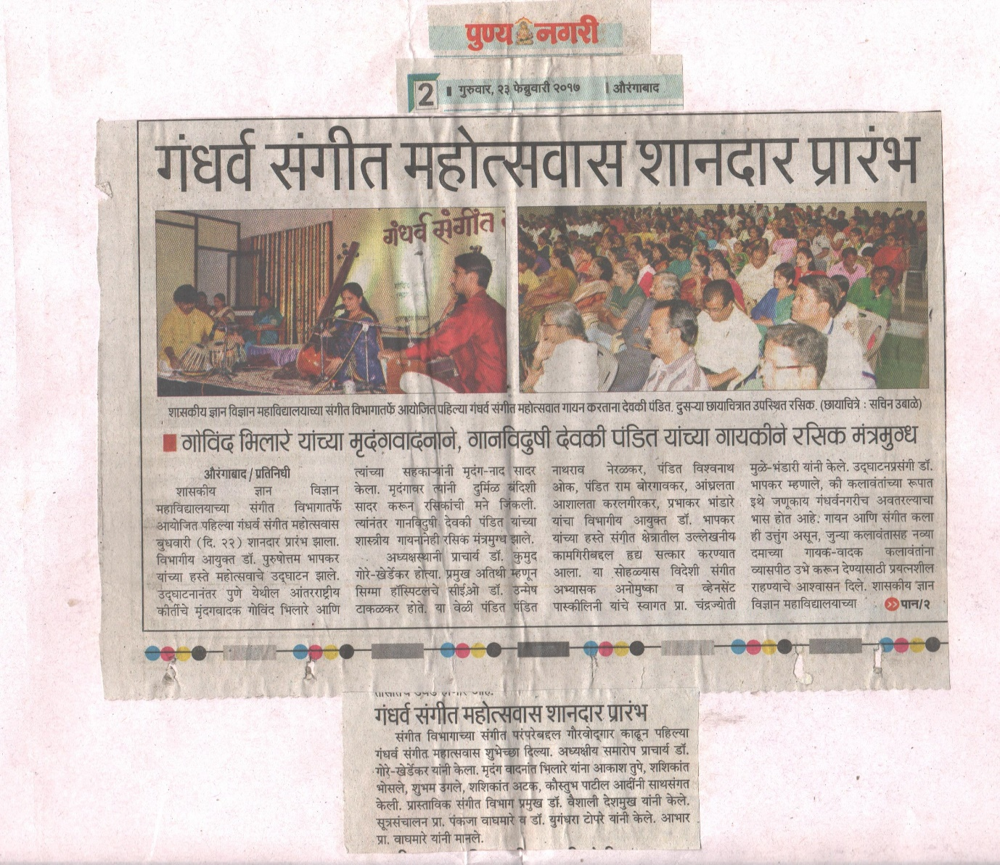 पुण्य नगरी
2 गुरुवार, २३ फेब्रुवारी २०१७ औरंगाबाद
गंधर्व संगीत महोत्सवास शानदार प्रारंभ
गंधर्व संगीत
शासकीय ज्ञान विज्ञान महाविद्यालयाच्या संगीत विभागातर्फे आयोजित पहिल्या गंधर्व संगीत महोत्सवात गायन करताना देवकी पंडित. दुसऱ्या छायाचित्रात उपस्थित रसिक. (छायाचित्रे : सचिन उबाळे)
गोविंद भिलारे यांच्या मृदंगवादनाने, गानविदुषी देवकी पंडित यांच्या गायकीने रसिक मंत्रमुग्ध
औरंगाबाद / प्रतिनिधी
शासकीय ज्ञान विज्ञान
महाविद्यालयाच्या संगीत विभागातर्फे
आयोजित पहिल्या गंधर्व संगीत महोत्सवास
बुधवारी (दि. २२) शानदार प्रारंभ झाला.
विभागीय आयुक्त डॉ. पुरुषोत्तम भापकर
यांच्या हस्ते महोत्सवाचे उद्घाटन झाले.
उद्घाटनानंतर पुणे येथील आंतरराष्ट्रीय
कीर्तीचे मृंदगवादक गोविंद भिलारे आणि
त्यांच्या सहकाऱ्यांनी मृदंग-नाद सादर
केला. मृदंगावर त्यांनी दुर्मिळ बंदिशी
सादर करून रसिकांची मने जिंकली.
त्यांनंतर गानविदुषी देवकी पंडित यांच्या
शास्त्रीय गायनानेही रसिक मंत्रमुग्ध झाले.
अध्यक्षस्थानी प्राचार्य डॉ. कुमुद
गोरे-खेर्डेकर होत्या. प्रमुख अतिथी म्हणून
सिग्मा हॉस्पिटलचे सीईओ डॉ. उन्मेष
टाकळकर होते. या वेळी पंडित पंडित
नाथराव नेरळकर, पंडित विश्वनाथ
ओक, पंडित राम बोरगावकर, आंध्रलता
आशालता करलगीरकर, प्रभाकर भांडारे
यांचा विभागीय आयुक्त डॉ. भापकर
यांच्या हस्ते संगीत क्षेत्रातील उल्लेखनीय
कामगिरीबद्दल हृद्य सत्कार करण्यात
आला. या सोहळ्यास विदेशी संगीत
अभ्यासक अनोमुष्का व व्हेनसेंट
पास्कीलिनी यांचे स्वागत प्रा. चंद्रज्योती
मुळे-भंडारी यांनी केले. उद्घाटनप्रसंगी डॉ.
भापकर म्हणाले, की कलावंतांच्या रूपात
इथे जणूकाय गंधर्वनगरीच अवतरल्याचा
भास होत आहे. गायन आणि संगीत कला
ही उत्तुंग असून, जुन्या कलावंतासह नव्या
दमाच्या गायक-वादक कलावंतांना
व्यासपीठ उभे करून देण्यासाठी प्रयत्नशील
राहण्याचे आश्वासन दिले. शासकीय ज्ञान
विज्ञान महाविद्यालयाच्या पान/२
गंधर्व संगीत महोत्सवास शानदार प्रारंभ
संगीत विभागाच्या संगीत परंपरेबद्दल गौरवोद्गार काढून पहिल्या
गंधर्व संगीत महात्सवास शुभेच्छा दिल्या. अध्यक्षीय समारोप प्राचार्य डॉ.
गोरे-खेर्डेकर यांनी केला. मृदंग वादनांत भिलारे यांना आकाश तुपे, शशिकांत
भोसले, शुभम उगले, शशिकांत अटक, कौस्तुभ पाटील आदींनी साथसंगत
केली. प्रास्ताविक संगीत विभाग प्रमुख डॉ. वैशाली देशमुख यांनी केले.
सूत्रसंचालन प्रा. पंकजा वाघमारे व डॉ. युगंधरा टोपरे यांनी केले. आभार
प्रा. वाघमारे यांनी मानले.